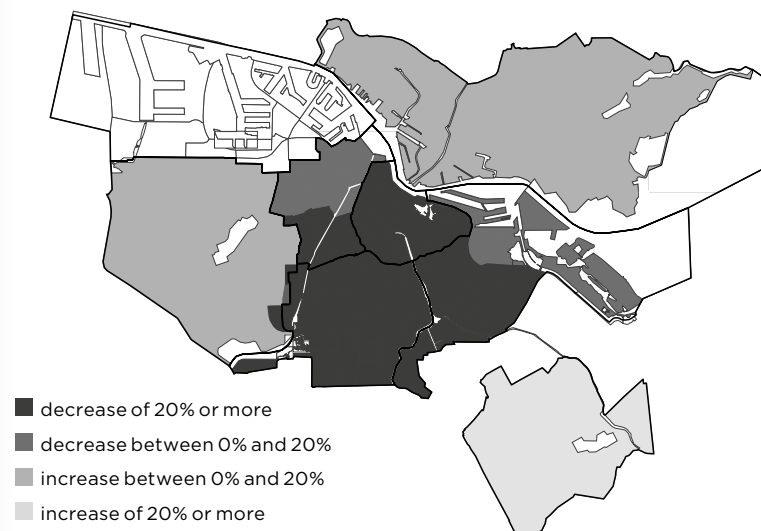 decrease of 20% or more
decrease between 0% and 20%
increase between 0% and 20%
increase of 20% or more